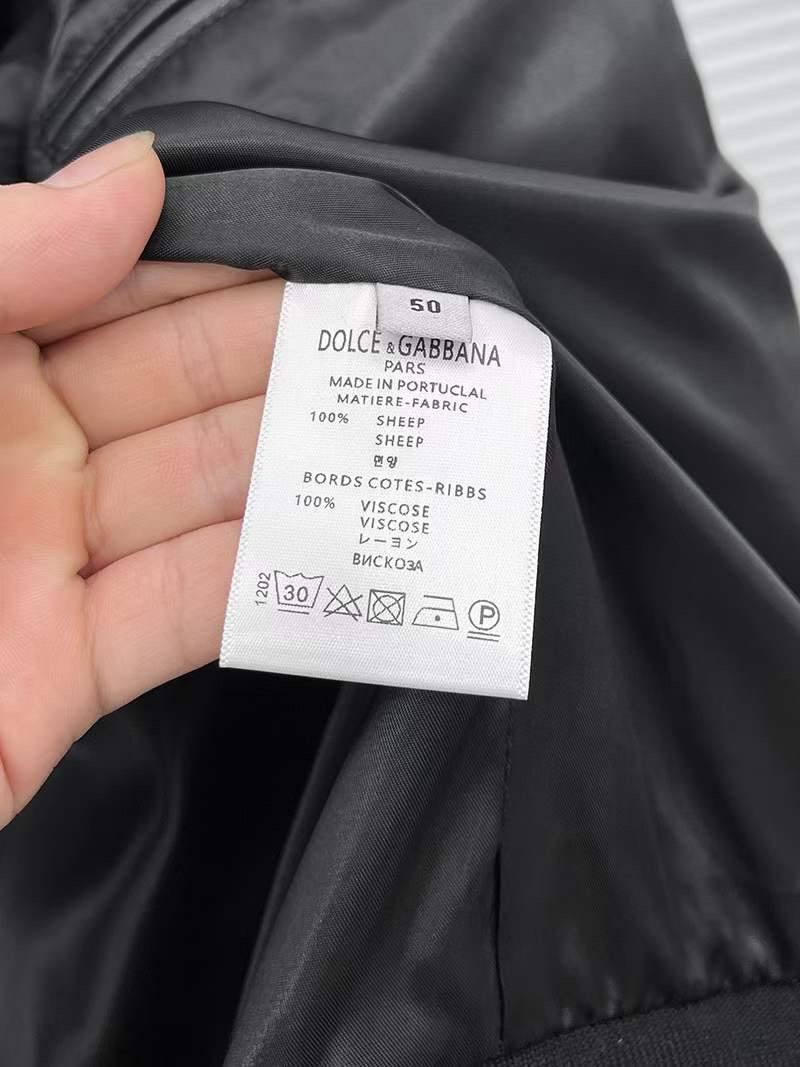 50
DOLCE & GABBANA
PARS
MADE IN PORTUCLAL
MATIERE-FABRIC
100% SHEEP
SHEEP
면양
BORDS COTES-RIBBS
100% VISCOSE
VISCOSE
レーヨン
ВИСКОЗА
1202
30
P